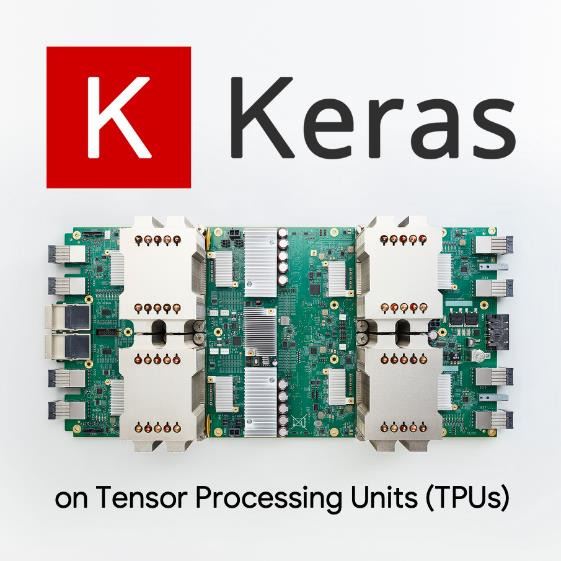 K Keras
on Tensor Processing Units (TPUs)